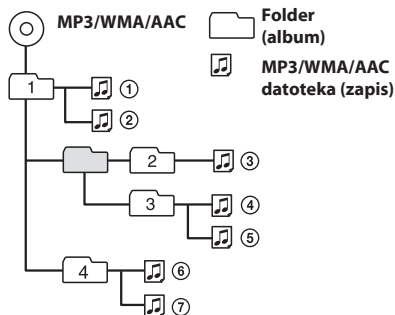 MP3/WMA/AAC
Folder
(album)
MP3/WMA/AAC
datoteka (zapis)
1
①
②
2
③
3
④
⑤
4
⑥
⑦